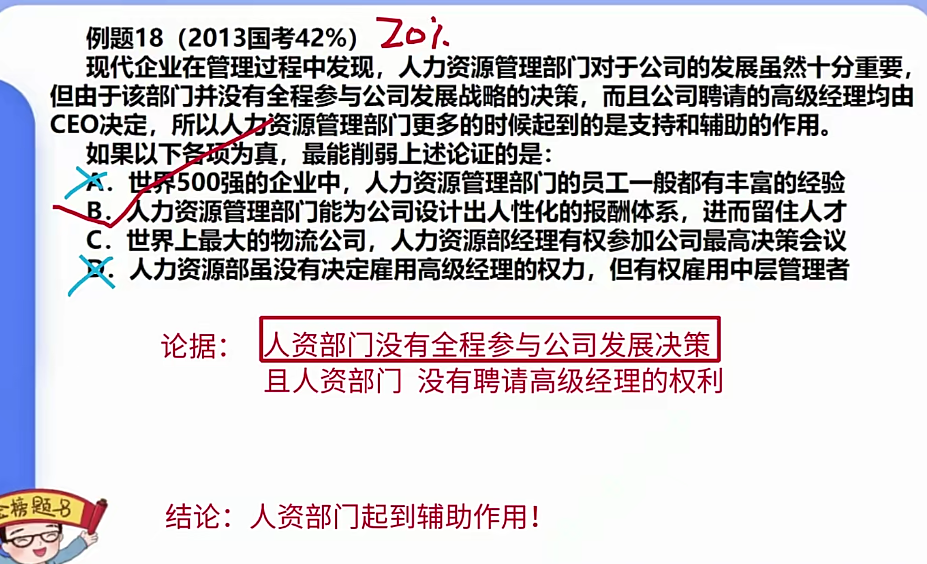 例题18（2013国考42%） 20%
现代企业在管理过程中发现，人力资源管理部门对于公司的发展虽然十分重要，
但由于该部门并没有全程参与公司发展战略的决策，而且公司聘请的高级经理均由
CEO决定，所以人力资源管理部门更多的时候起到的是支持和辅助的作用。
如果以下各项为真，最能削弱上述论证的是：
A．世界500强的企业中，人力资源管理部门的员工一般都有丰富的经验
B．人力资源管理部门能为公司设计出人性化的报酬体系，进而留住人才
C．世界上最大的物流公司，人力资源部经理有权参加公司最高决策会议
D．人力资源部虽没有决定雇用高级经理的权力，但有权雇用中层管理者
论据： 人资部门没有全程参与公司发展决策
且人资部门 没有聘请高级经理的权利
金榜题名
结论：人资部门起到辅助作用！